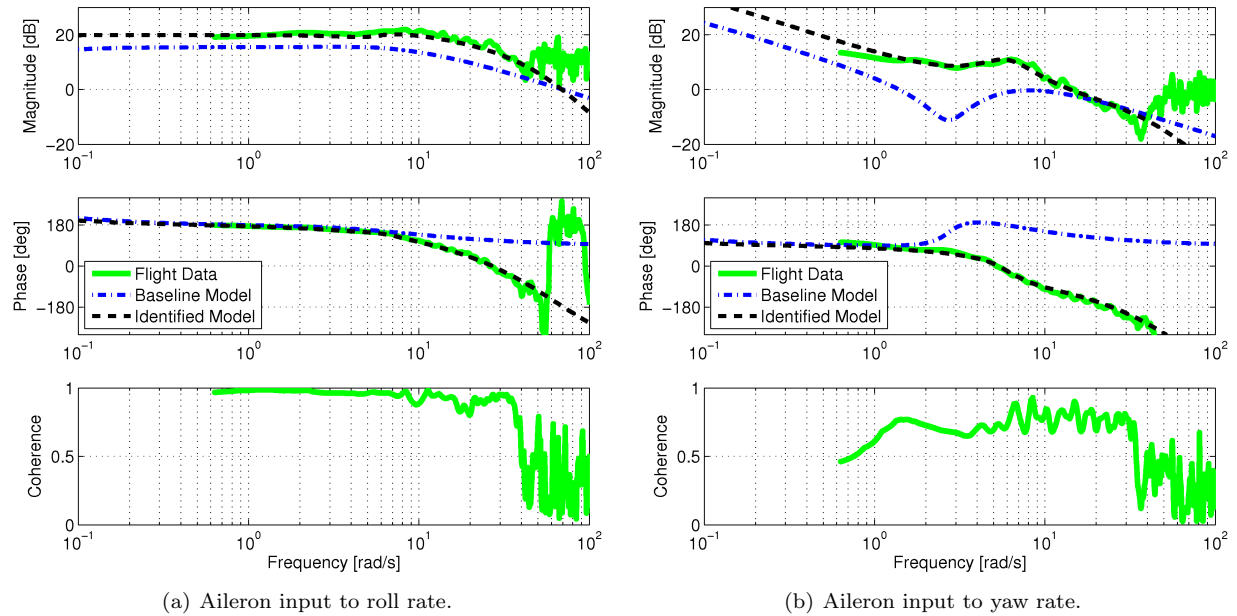 20
0
−20
Magnitude [dB]
10−1
100
101
102
180
0
−180
Phase [deg]
Flight Data
Baseline Model
Identified Model
10−1
100
101
102
1
0.5
0
Coherence
10−1
100
101
102
Frequency [rad/s]
(a) Aileron input to roll rate.
20
0
−20
Magnitude [dB]
10−1
100
101
102
180
0
−180
Phase [deg]
Flight Data
Baseline Model
Identified Model
10−1
100
101
102
1
0.5
0
Coherence
10−1
100
101
102
Frequency [rad/s]
(b) Aileron input to yaw rate.